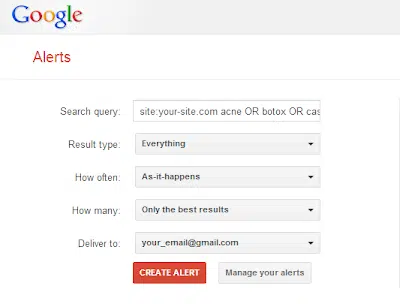 Google
Alerts
Search query: site:your-site.com acne OR botox OR cas
Result type: Everything
How often: As-it-happens
How many: Only the best results
Deliver to: your_email@gmail.com
CREATE ALERT Manage your alerts